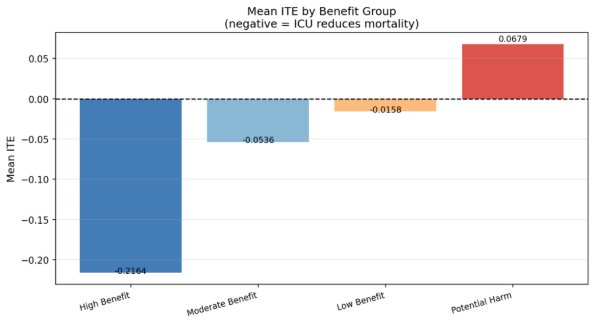 Mean ITE by Benefit Group
(negative = ICU reduces mortality)
Mean ITE
0.05
0.00
−0.05
−0.10
−0.15
−0.20
0.0679
-0.0158
-0.0536
-0.2164
High Benefit
Moderate Benefit
Low Benefit
Potential Harm